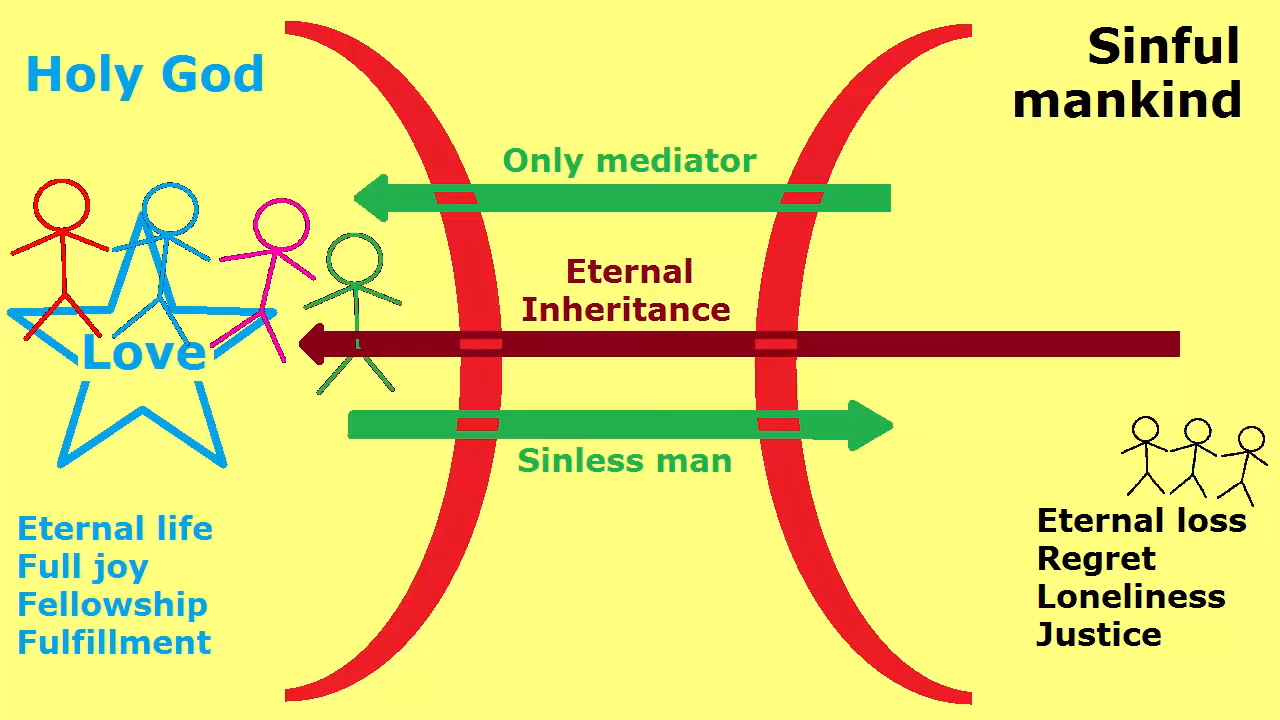 Holy God
Sinful
mankind
Only mediator
Eternal
Inheritance
Love
Sinless man
Eternal life
Full joy
Fellowship
Fulfillment
Eternal loss
Regret
Loneliness
Justice